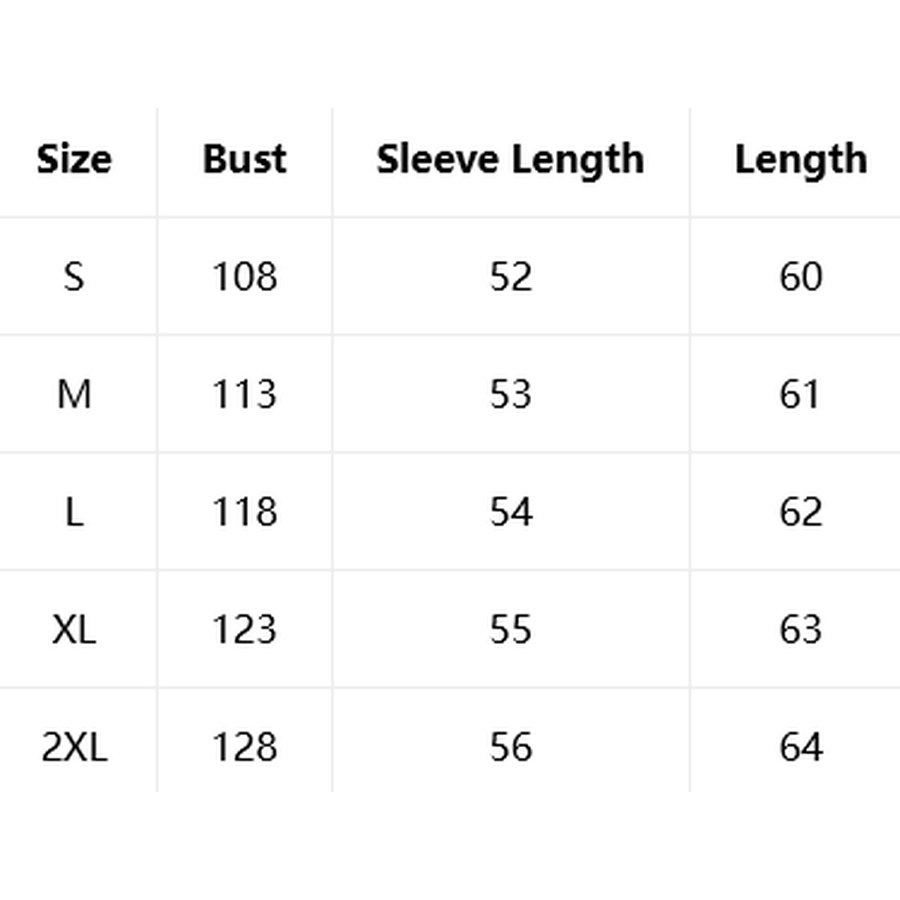 Size Bust Sleeve Length Length
S 108 52 60
M 113 53 61
L 118 54 62
XL 123 55 63
2XL 128 56 64